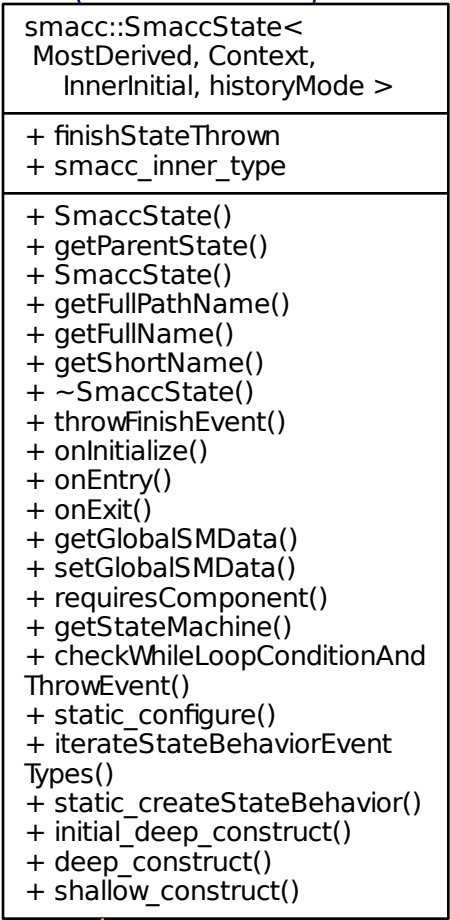 smacc::SmaccState<
MostDerived, Context,
InnerInitial, historyMode >
+ finishStateThrown
+ smacc_inner_type
+ SmaccState()
+ getParentState()
+ SmaccState()
+ getFullPathName()
+ getFullName()
+ getShortName()
+ ~SmaccState()
+ throwFinishEvent()
+ onInitialize()
+ onEntry()
+ onExit()
+ getGlobalSMData()
+ setGlobalSMData()
+ requiresComponent()
+ getStateMachine()
+ checkWhileLoopConditionAnd
ThrowEvent()
+ static_configure()
+ iterateStateBehaviorEvent
Types()
+ static_createStateBehavior()
+ initial_deep_construct()
+ deep_construct()
+ shallow_construct()